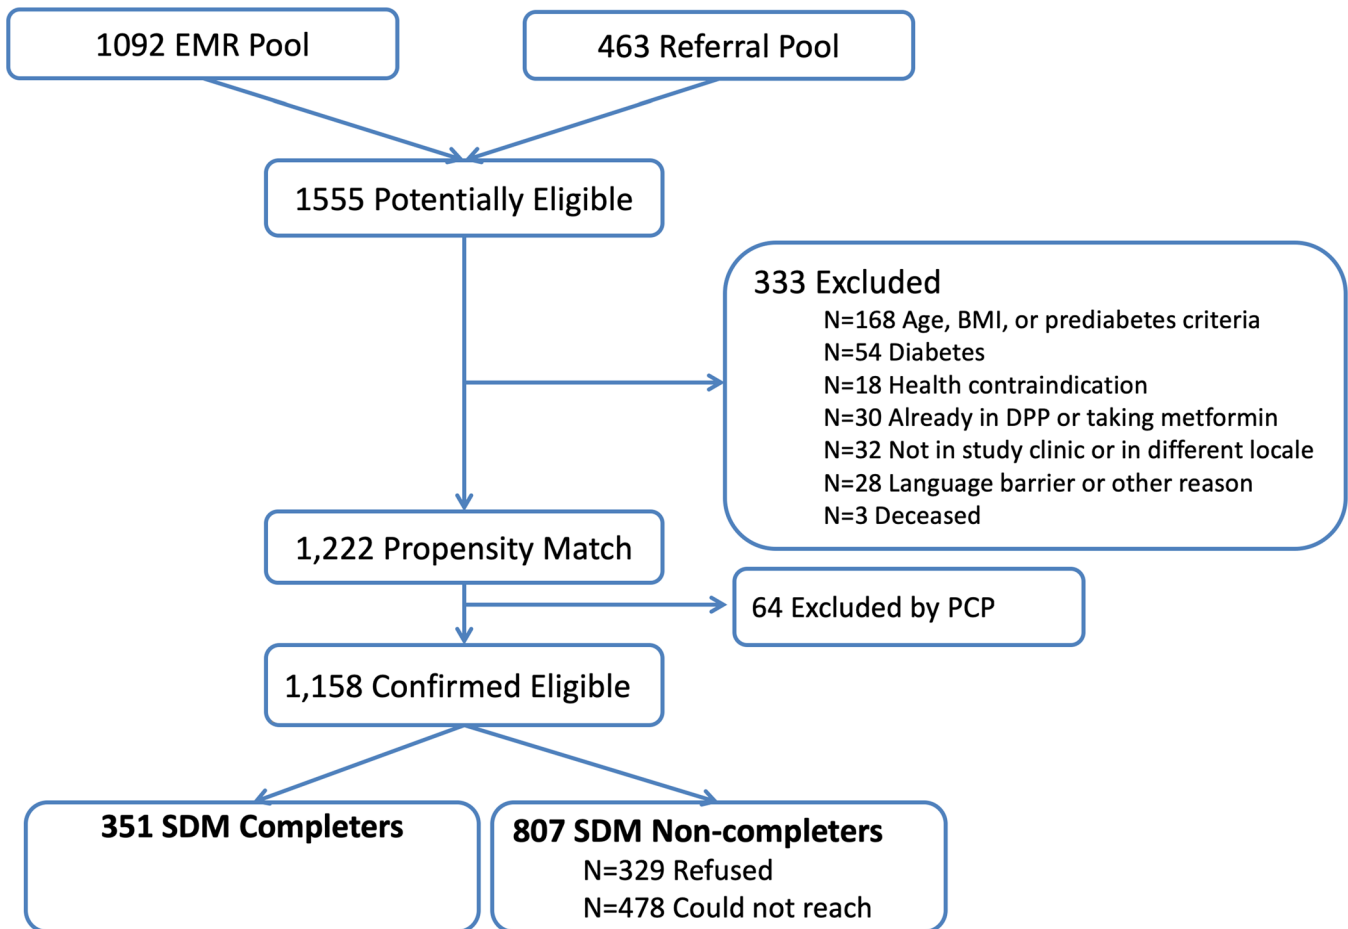 1092 EMR Pool
463 Referral Pool
1555 Potentially Eligible
333 Excluded
N=168 Age, BMI, or prediabetes criteria
N=54 Diabetes
N=18 Health contraindication
N=30 Already in DPP or taking metformin
N=32 Not in study clinic or in different locale
N=28 Language barrier or other reason
N=3 Deceased
1,222 Propensity Match
64 Excluded by PCP
1,158 Confirmed Eligible
351 SDM Completers
807 SDM Non-completers
N=329 Refused
N=478 Could not reach